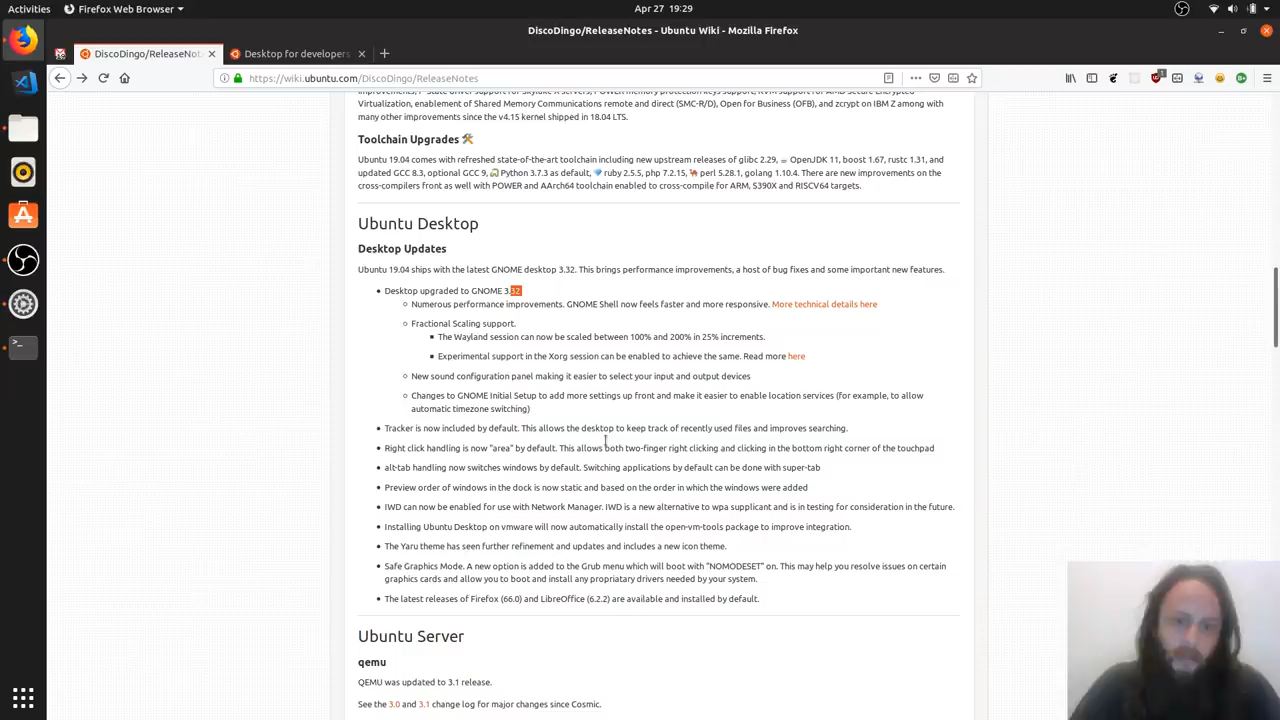 Activities
Firefox Web Browser
Apr 27 19:29
DiscoDingo/ReleaseNotes - Ubuntu Wiki - Mozilla Firefox
DiscoDingo/ReleaseNot
Desktop for developers
https://wiki.ubuntu.com/DiscoDingo/ReleaseNotes
Virtualization, enablement of Shared Memory Communications remote and direct (SMC-R/D), Open for Business (OFB), and zcrypt on IBM Z among with
many other improvements since the v4.15 kernel shipped in 18.04 LTS.
Toolchain Upgrades 🛠
Ubuntu 19.04 comes with refreshed state-of-the-art toolchain including new upstream releases of glibc 2.29, ☕ OpenJDK 11, boost 1.67, rustc 1.31, and
updated GCC 8.3, optional GCC 9, 🐍 Python 3.7.3 as default, 💎 ruby 2.5.5, php 7.2.15, 🐪 perl 5.28.1, golang 1.10.4. There are new improvements on the
cross-compilers front as well with POWER and AArch64 toolchain enabled to cross-compile for ARM, S390X and RISCV64 targets.
Ubuntu Desktop
Desktop Updates
Ubuntu 19.04 ships with the latest GNOME desktop 3.32. This brings performance improvements, a host of bug fixes and some important new features.
Desktop upgraded to GNOME 3.32
Numerous performance improvements. GNOME Shell now feels faster and more responsive. More technical details here
Fractional Scaling support.
The Wayland session can now be scaled between 100% and 200% in 25% increments.
Experimental support in the Xorg session can be enabled to achieve the same. Read more here
New sound configuration panel making it easier to select your input and output devices
Changes to GNOME Initial Setup to add more settings up front and make it easier to enable location services (for example, to allow
automatic timezone switching)
Tracker is now included by default. This allows the desktop to keep track of recently used files and improves searching.
Right click handling is now "area" by default. This allows both two-finger right clicking and clicking in the bottom right corner of the touchpad
alt-tab handling now switches windows by default. Switching applications by default can be done with super-tab
Preview order of windows in the dock is now static and based on the order in which the windows were added
IWD can now be enabled for use with Network Manager. IWD is a new alternative to wpa supplicant and is in testing for consideration in the future.
Installing Ubuntu Desktop on vmware will now automatically install the open-vm-tools package to improve integration.
The Yaru theme has seen further refinement and updates and includes a new icon theme.
Safe Graphics Mode. A new option is added to the Grub menu which will boot with "NOMODESET" on. This may help you resolve issues on certain
graphics cards and allow you to boot and install any propriatary drivers needed by your system.
The latest releases of Firefox (66.0) and LibreOffice (6.2.2) are available and installed by default.
Ubuntu Server
qemu
QEMU was updated to 3.1 release.
See the 3.0 and 3.1 change log for major changes since Cosmic.